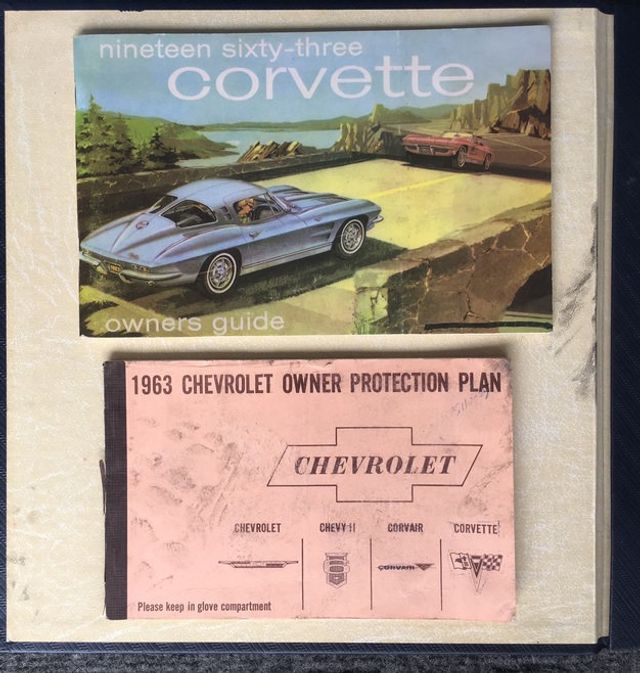 nineteen sixty-three
corvette
owners guide
1963 CHEVROLET OWNER PROTECTION PLAN
CHEVROLET
CHEVROLET CHEVY II CORVAIR CORVETTE
CORVAIR
Please keep in glove compartment